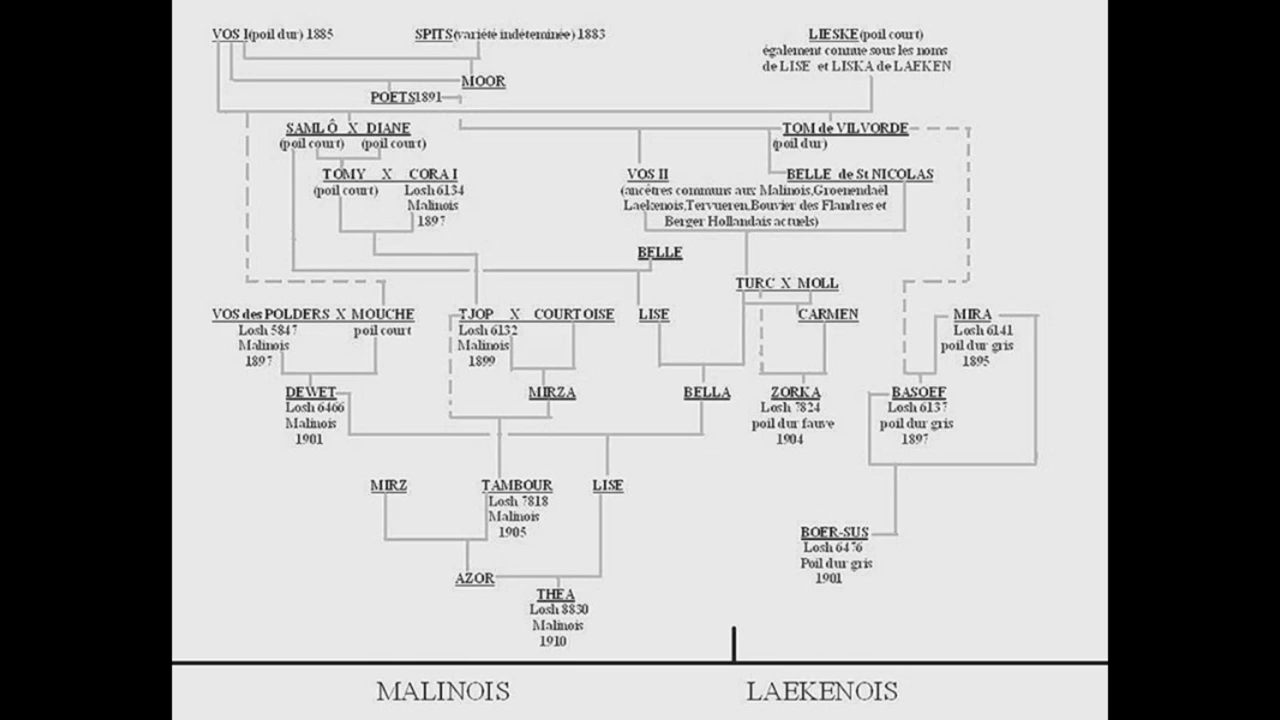 VOS I(poil dur) 1885
SPITS(variété indéteminée) 1883
LIESKE(poil court)
également connue sous les noms
de LISE et LISKA de LAEKEN
MOOR
POETS1891
SAMLÔ X DIANE
(poil court) (poil court)
TOM de VILVORDE
(poil dur)
TOMY X CORA I
(poil court) Losh 6134
Malinois
1897
VOS II
BELLE de St NICOLAS
(ancêtres communs aux Malinois,Groenendaël
Laekenois,Tervueren,Bouvier des Flandres et
Berger Hollandais actuels)
BELLE
TURC X MOLL
VOS des POLDERS X MOUCHE
Losh 5847 poil court
Malinois
1897
TJOP X COURTOISE
Losh 6132
Malinois
1899
LISE
CARMEN
MIRA
Losh 6141
poil dur gris
1895
DEWET
Losh 6466
Malinois
1901
MIRZA
BELLA
ZORKA
Losh 7824
poil dur fauve
1904
BASOEF
Losh 6137
poil dur gris
1897
MIRZ
TAMBOUR
Losh 7818
Malinois
1905
LISE
BOER-SUS
Losh 6476
Poil dur gris
1901
AZOR
THEA
Losh 8830
Malinois
1910
MALINOIS
LAEKENOIS